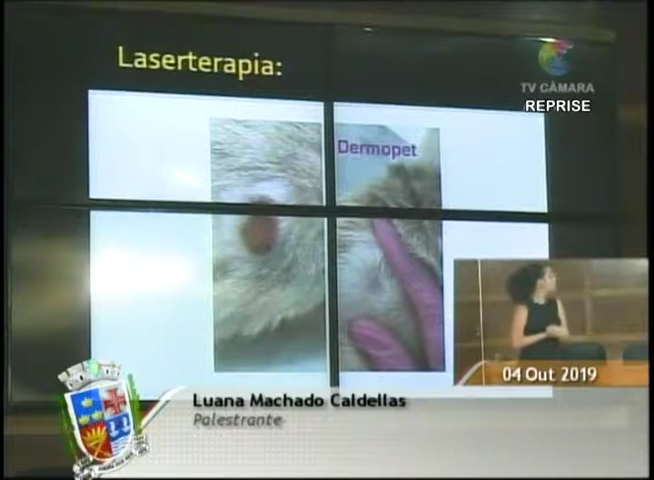 Laserterapia:
TV CÂMARA
REPRISE
Dermopet
04 Out 2019
Luana Machado Caldellas
Palestrante